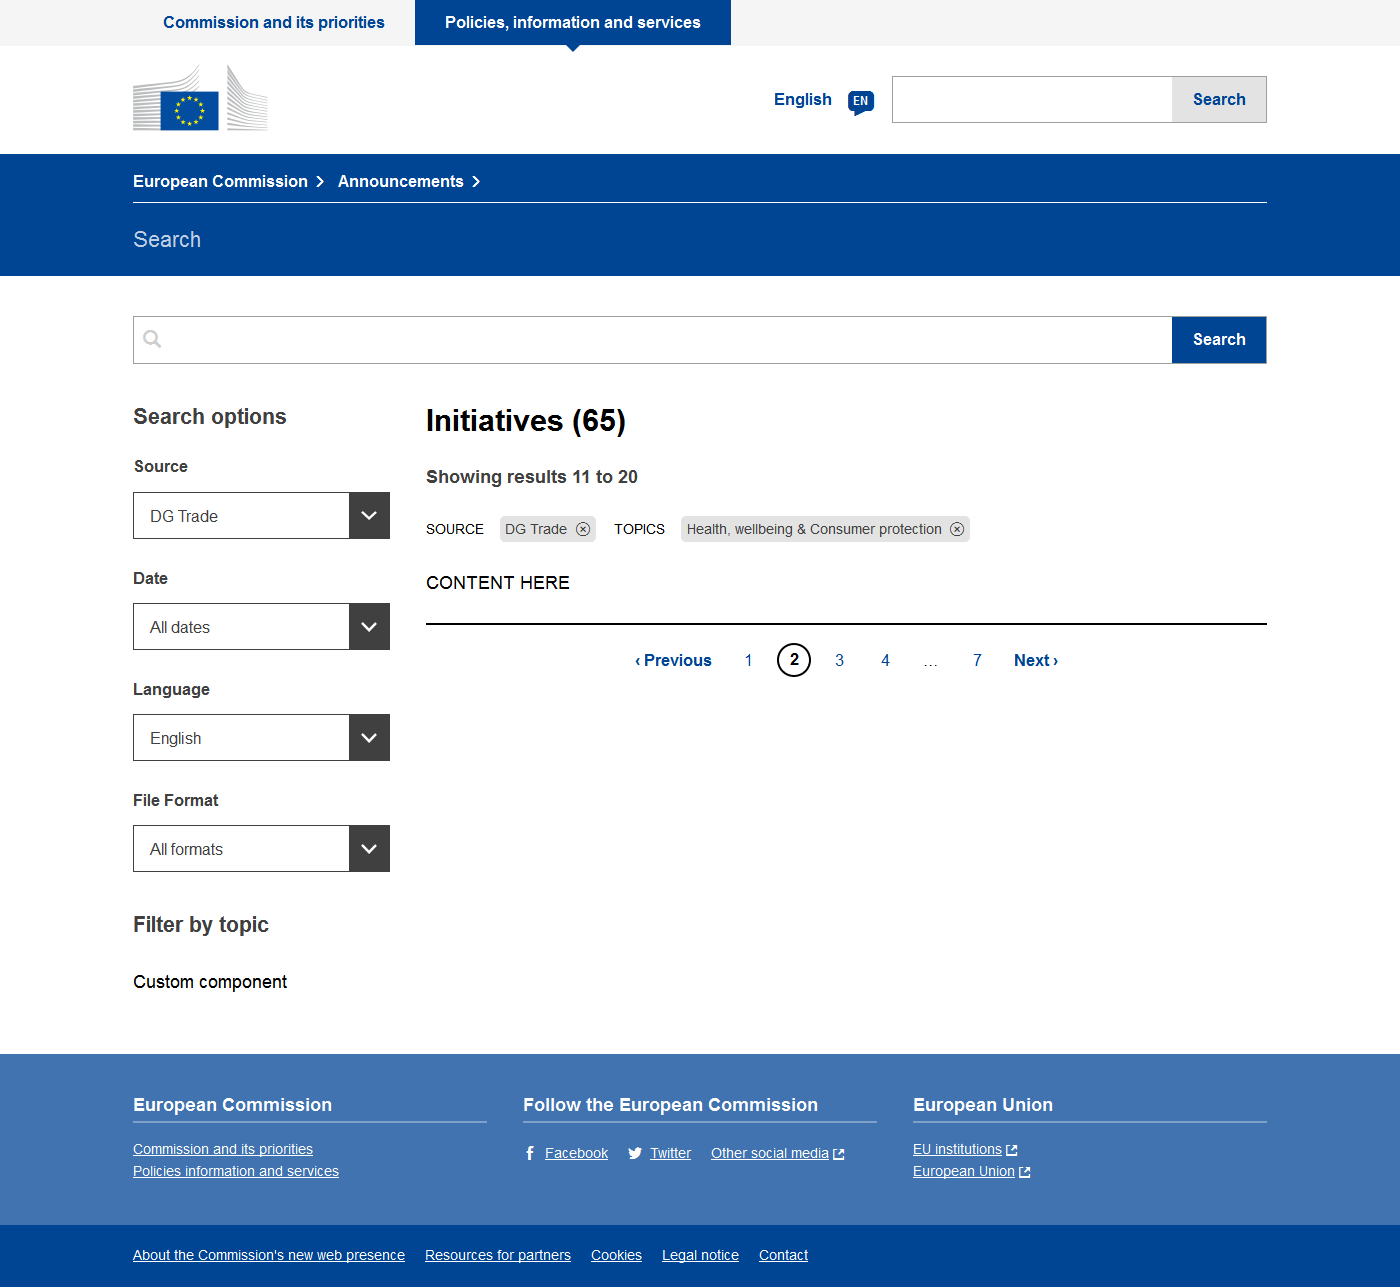 Commission and its priorities Policies, information and services
English EN Search
European Commission Announcements
Search
Search
Search options
Source
DG Trade
Date
All dates
Language
English
File Format
All formats
Filter by topic
Custom component
Initiatives (65)
Showing results 11 to 20
SOURCE DG Trade TOPICS Health, wellbeing & Consumer protection
CONTENT HERE
‹ Previous 1 2 3 4 ... 7 Next ›
European Commission
Commission and its priorities
Policies information and services
Follow the European Commission
Facebook Twitter Other social media
European Union
EU institutions
European Union
About the Commission's new web presence Resources for partners Cookies Legal notice Contact